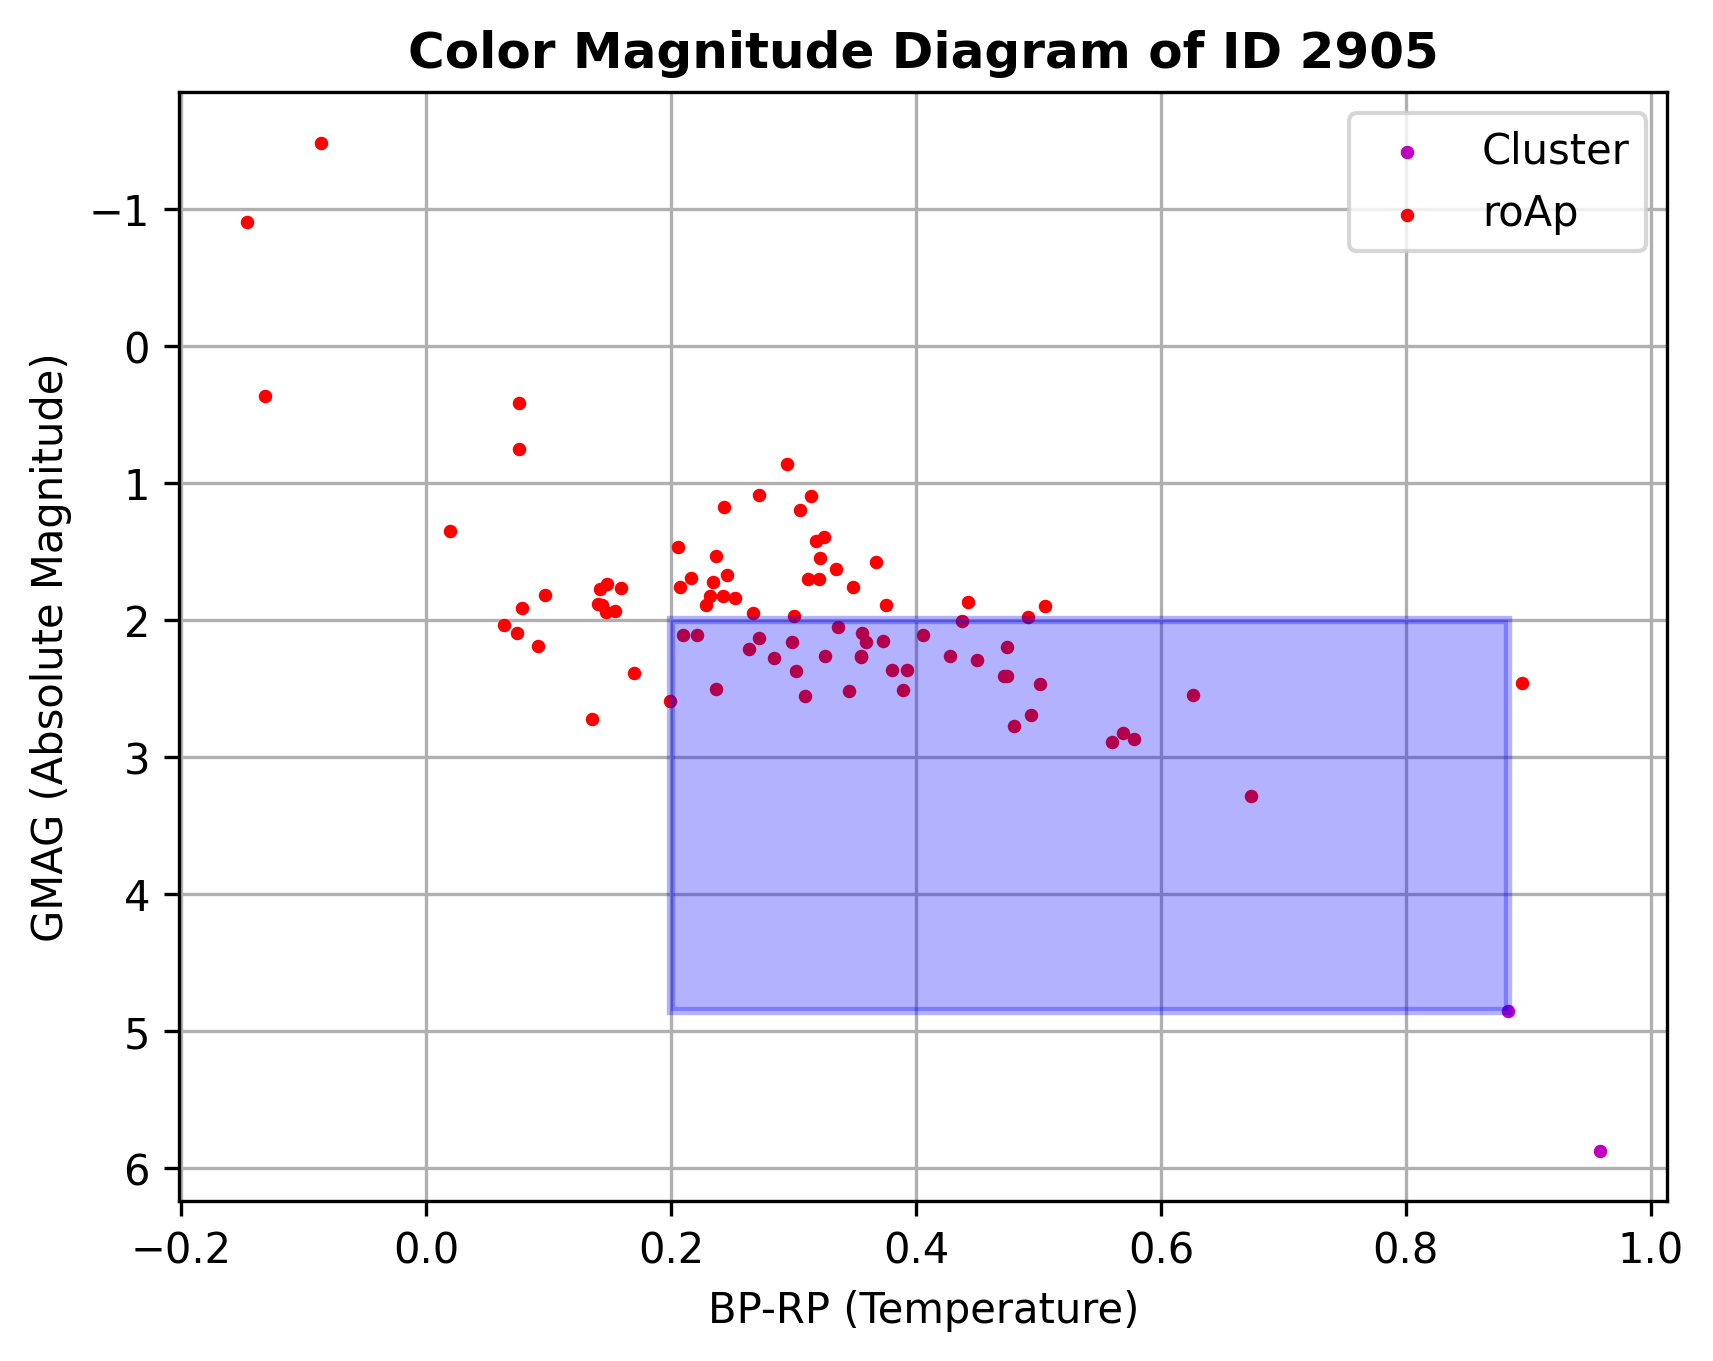 Color Magnitude Diagram of ID 2905
Cluster
roAp
−1
0
1
2
3
4
5
6
GMAG (Absolute Magnitude)
−0.2 0.0 0.2 0.4 0.6 0.8 1.0
BP-RP (Temperature)